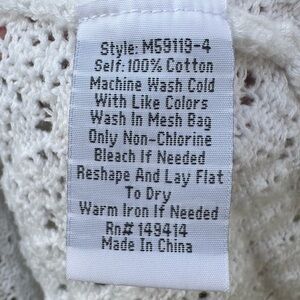 Style: M59119-4
Self: 100% Cotton
Machine Wash Cold
With Like Colors
Wash In Mesh Bag
Only Non-Chlorine
Bleach If Needed
Reshape And Lay Flat
To Dry
Warm Iron If Needed
Rn# 149414
Made In China